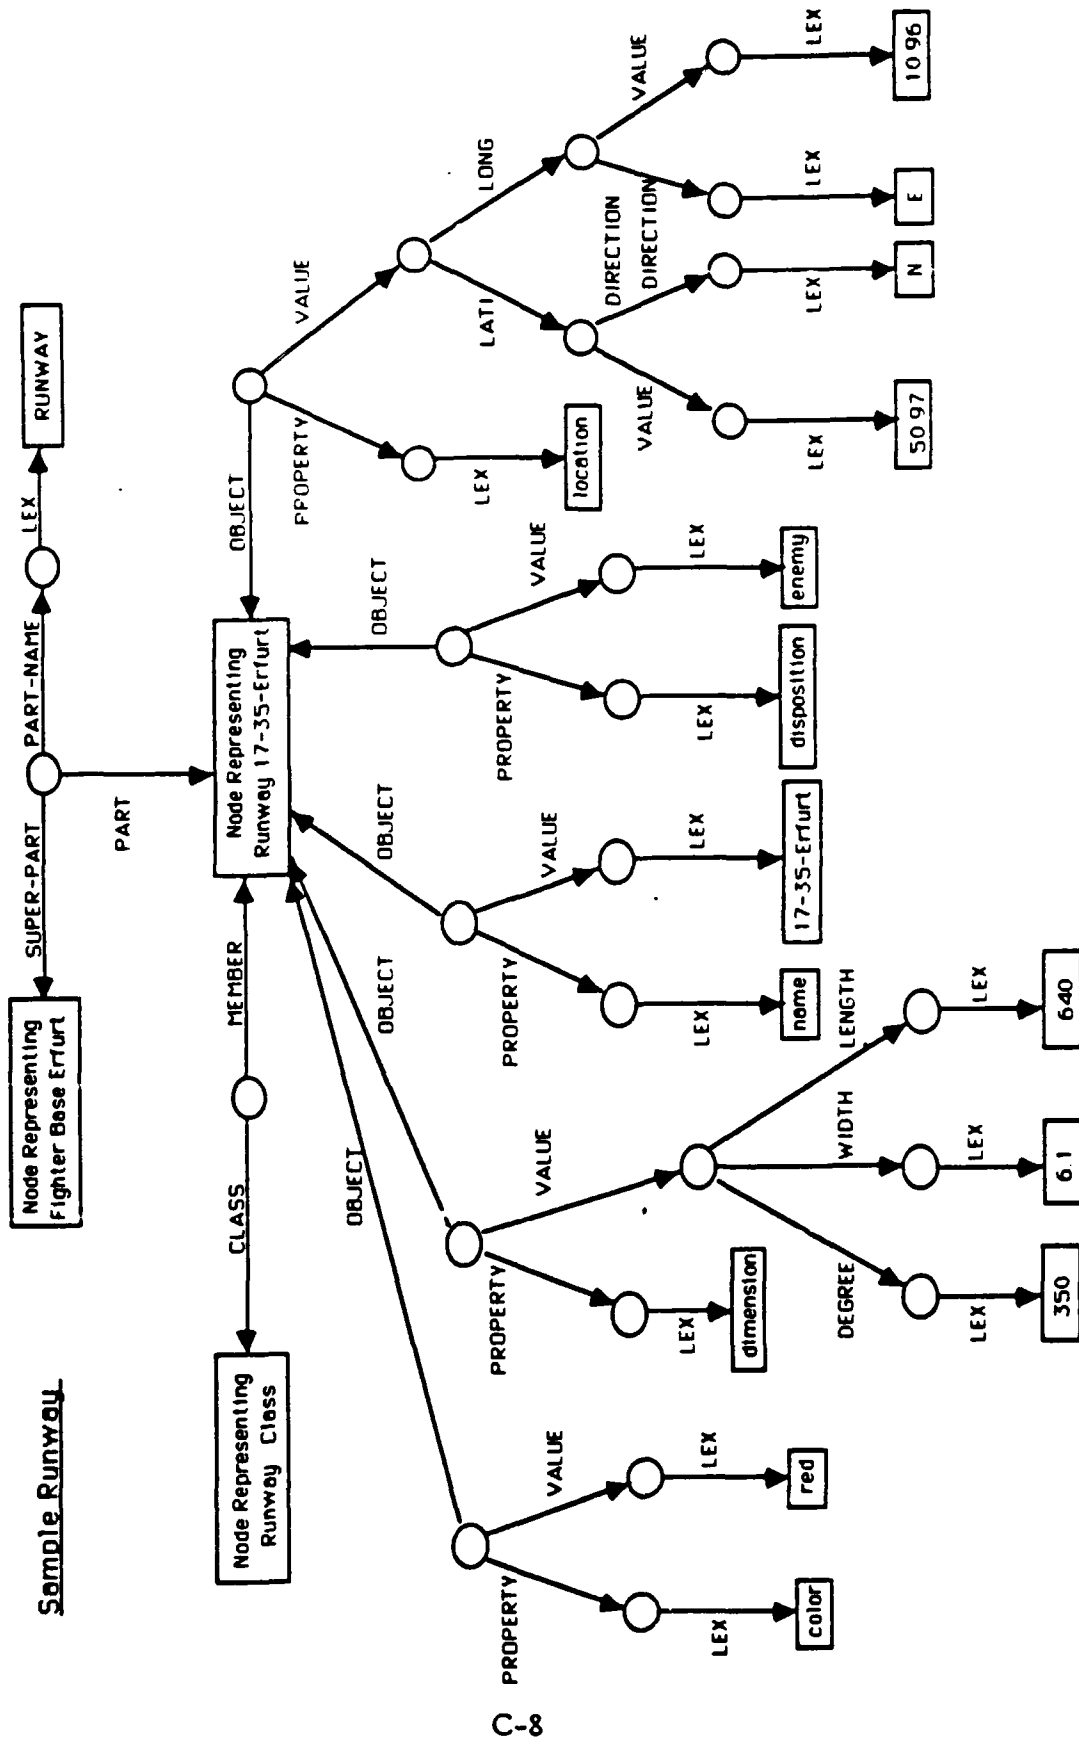 Sample Runway
Node Representing
Fighter Base Erfurt
SUPER-PART
PART-NAME
LEX
RUNWAY
PART
Node Representing
Runway Class
CLASS
MEMBER
Node Representing
Runway 17-35-Erfurt
OBJECT
OBJECT
OBJECT
OBJECT
OBJECT
PROPERTY
VALUE
LEX
LEX
color
red
PROPERTY
VALUE
LEX
dimension
DEGREE
WIDTH
LENGTH
LEX
LEX
LEX
350
6.1
640
PROPERTY
VALUE
LEX
LEX
name
17-35-Erfurt
PROPERTY
VALUE
LEX
LEX
disposition
enemy
PROPERTY
VALUE
LEX
location
LATI
LONG
VALUE
DIRECTION
DIRECTION
VALUE
LEX
LEX
LEX
LEX
50 97
N
E
10 96
C-8